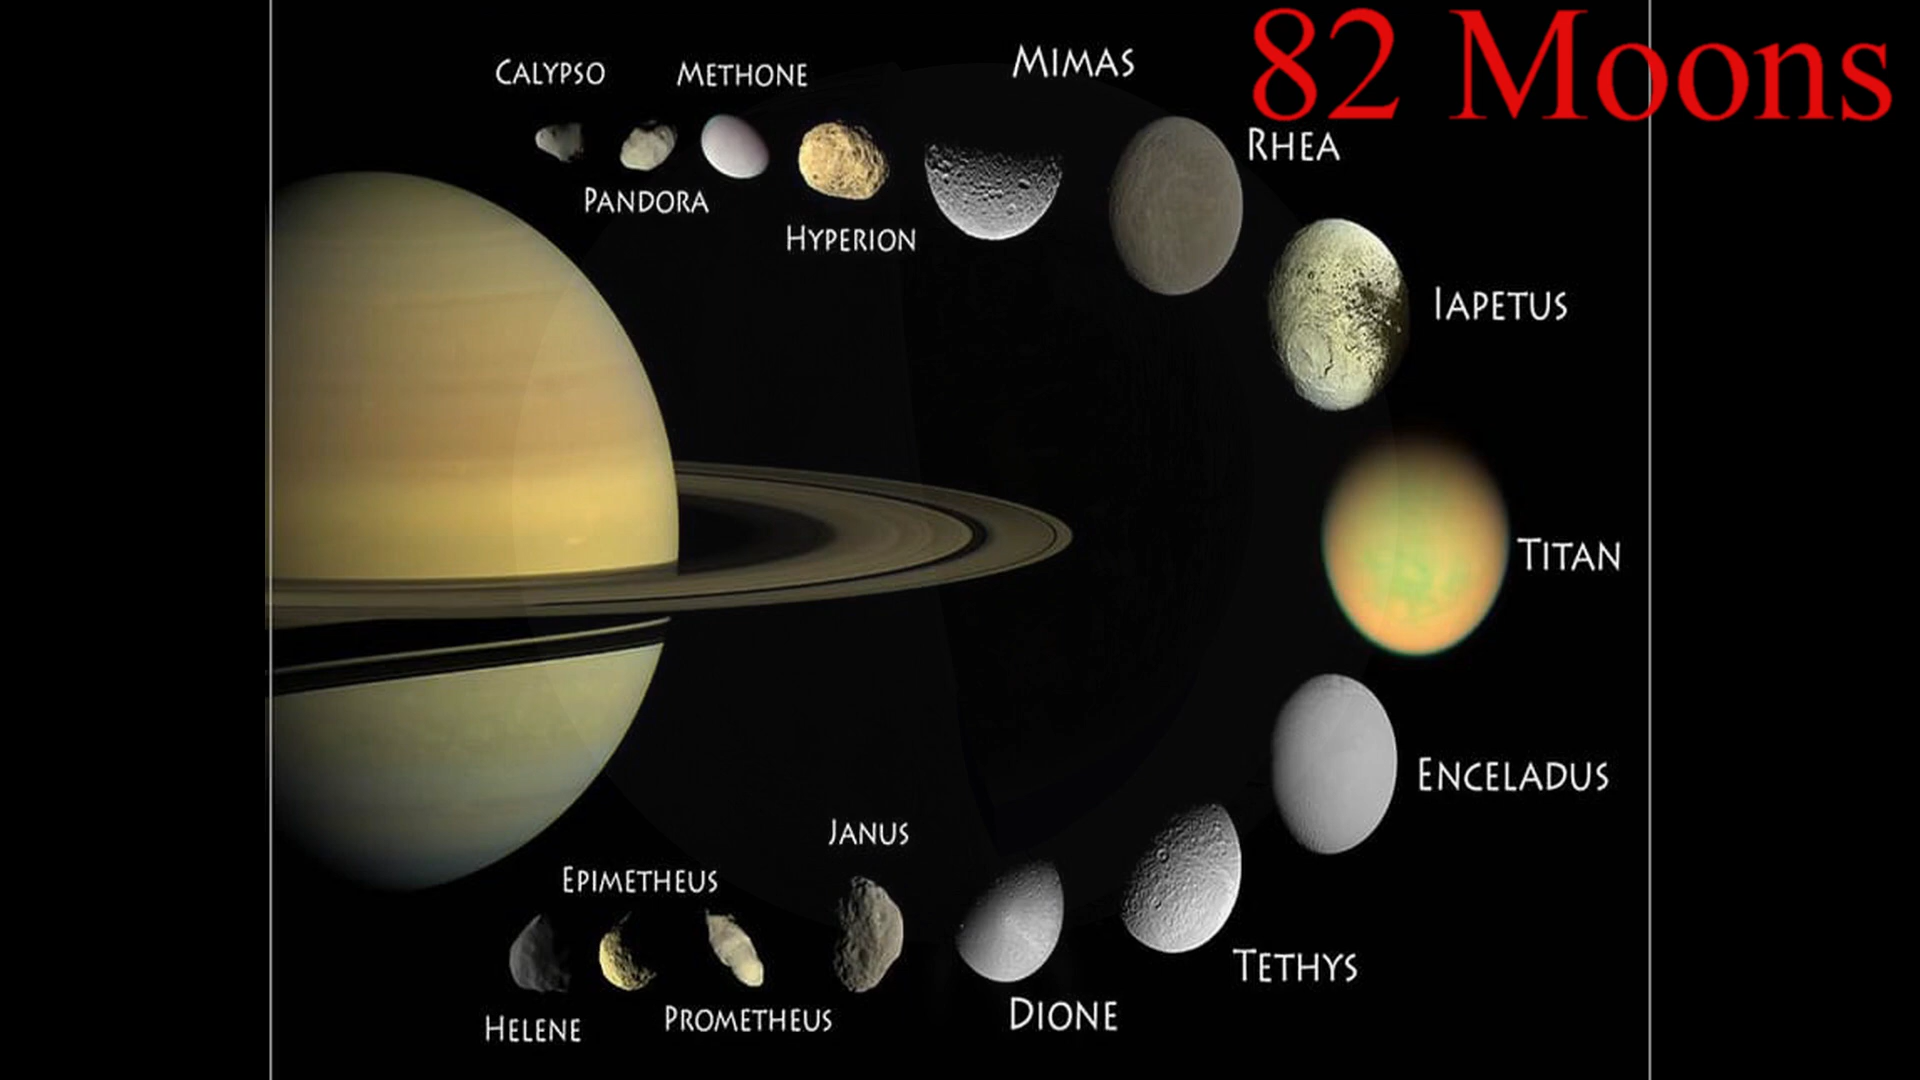 82 Moons
CALYPSO
METHONE
MIMAS
RHEA
PANDORA
HYPERION
IAPETUS
TITAN
ENCELADUS
JANUS
EPIMETHEUS
TETHYS
HELENE
PROMETHEUS
DIONE